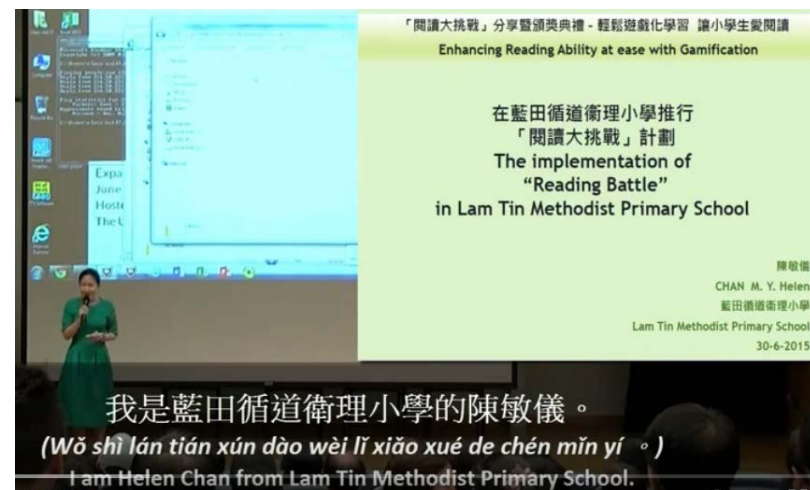 「閱讀大挑戰」分享暨頒獎典禮 - 輕鬆遊戲化學習 讓小學生愛閱讀
Enhancing Reading Ability at ease with Gamification
在藍田循道衛理小學推行
「閱讀大挑戰」計劃
The implementation of
“Reading Battle”
in Lam Tin Methodist Primary School
陳敏儀
CHAN M. Y. Helen
藍田循道衛理小學
Lam Tin Methodist Primary School
30-6-2015
Expa
June
Hoste
The U
我是藍田循道衛理小學的陳敏儀。
(Wǒ shì lán tián xún dào wèi lǐ xiǎo xué de chén mǐn yí 。)
I am Helen Chan from Lam Tin Methodist Primary School.